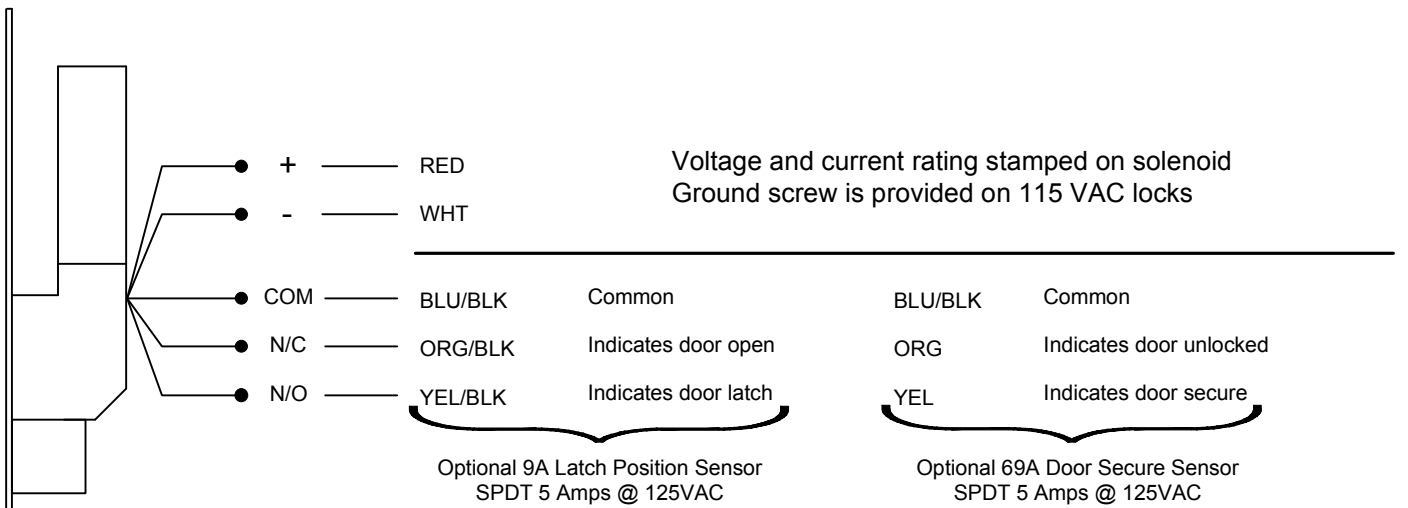 + RED
Voltage and current rating stamped on solenoid
- WHT
Ground screw is provided on 115 VAC locks
COM BLU/BLK Common BLU/BLK Common
N/C ORG/BLK Indicates door open ORG Indicates door unlocked
N/O YEL/BLK Indicates door latch YEL Indicates door secure
Optional 9A Latch Position Sensor
SPDT 5 Amps @ 125VAC
Optional 69A Door Secure Sensor
SPDT 5 Amps @ 125VAC